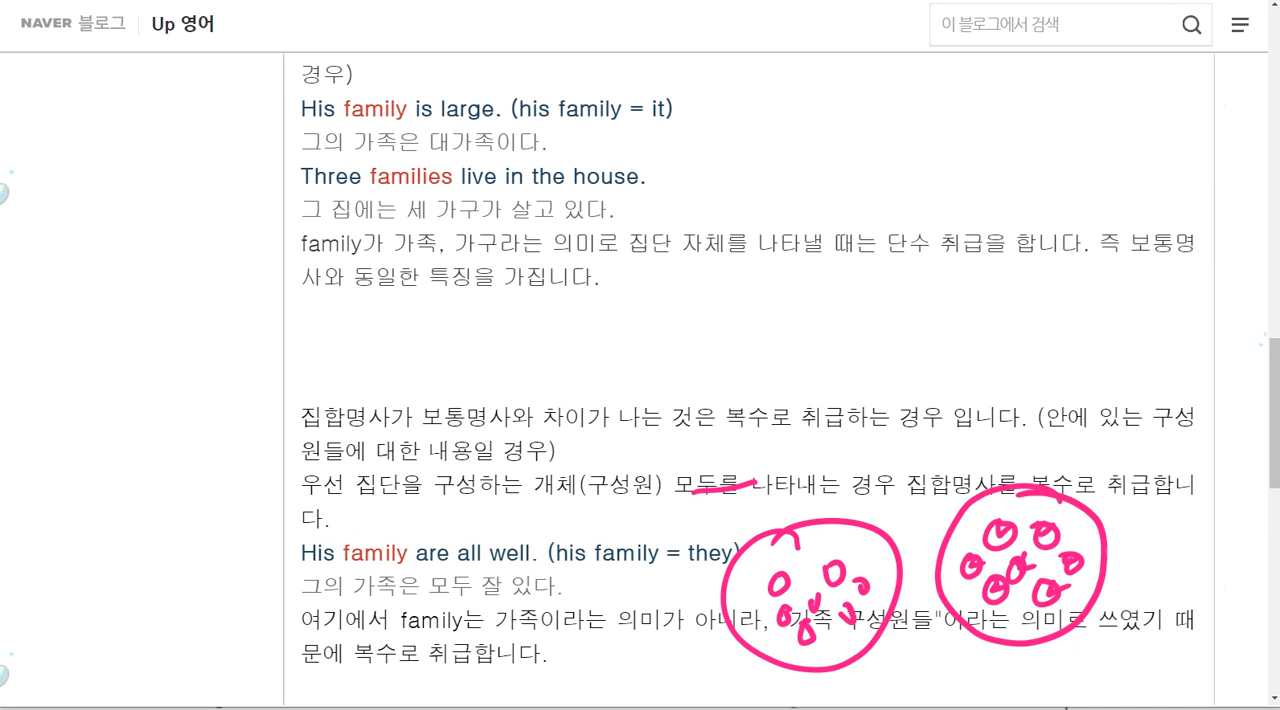 NAVER 블로그 Up 영어 이 블로그에서 검색
경우)
His family is large. (his family = it)
그의 가족은 대가족이다.
Three families live in the house.
그 집에는 세 가구가 살고 있다.
family가 가족, 가구라는 의미로 집단 자체를 나타낼 때는 단수 취급을 합니다. 즉 보통명
사와 동일한 특징을 가집니다.
집합명사가 보통명사와 차이가 나는 것은 복수로 취급하는 경우 입니다. (안에 있는 구성
원들에 대한 내용일 경우)
우선 집단을 구성하는 개체(구성원) 모두를 나타내는 경우 집합명사를 복수로 취급합니
다.
His family are all well. (his family = they)
그의 가족은 모두 잘 있다.
여기에서 family는 가족이라는 의미가 아니라, "가족 구성원들"이라는 의미로 쓰였기 때
문에 복수로 취급합니다.